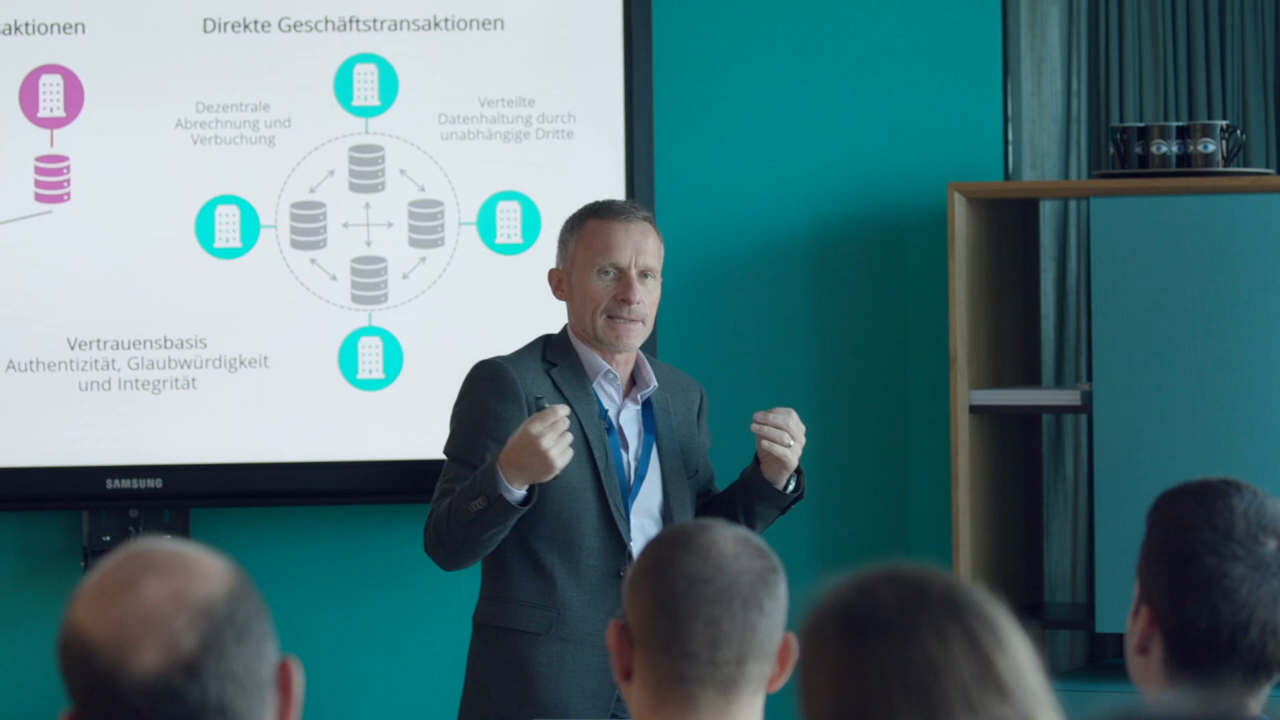 aktionen
Direkte Geschäftstransaktionen
Dezentrale
Abrechnung und
Verbuchung
Verteilte
Datenhaltung durch
unabhängige Dritte
Vertrauensbasis
Authentizität, Glaubwürdigkeit
und Integrität
SAMSUNG